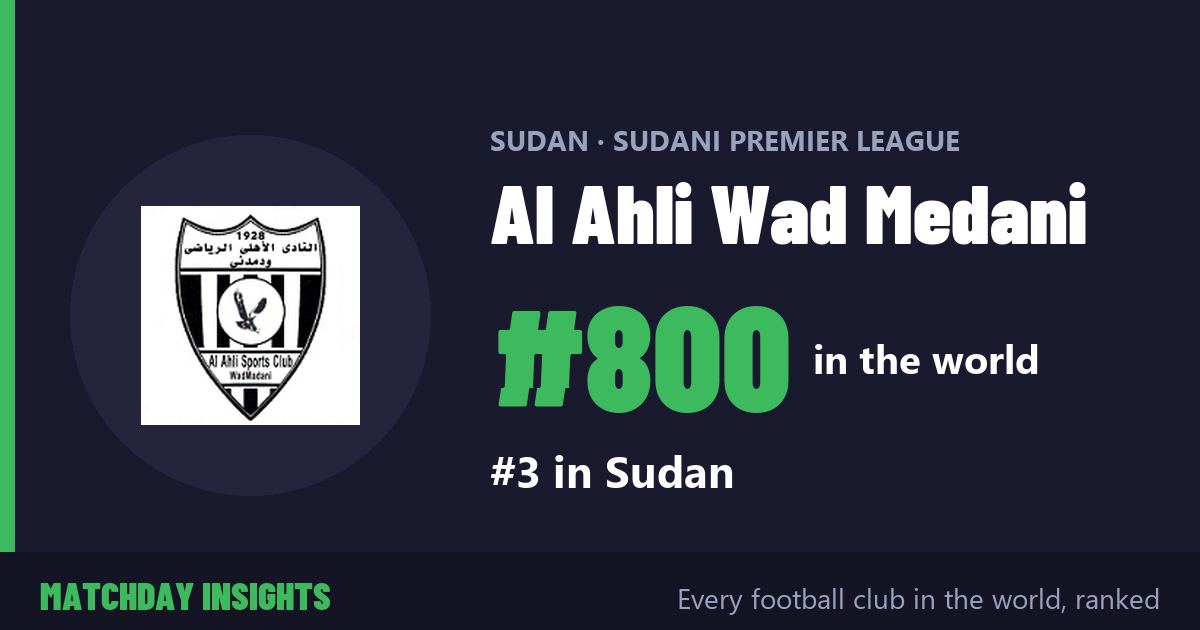 SUDAN · SUDANI PREMIER LEAGUE
Al Ahli Wad Medani
1928
النادى الأهلى الرياضى
ودمدنى
Al Ahli Sports Club
WadMadani
#800 in the world
#3 in Sudan
MATCHDAY INSIGHTS
Every football club in the world, ranked